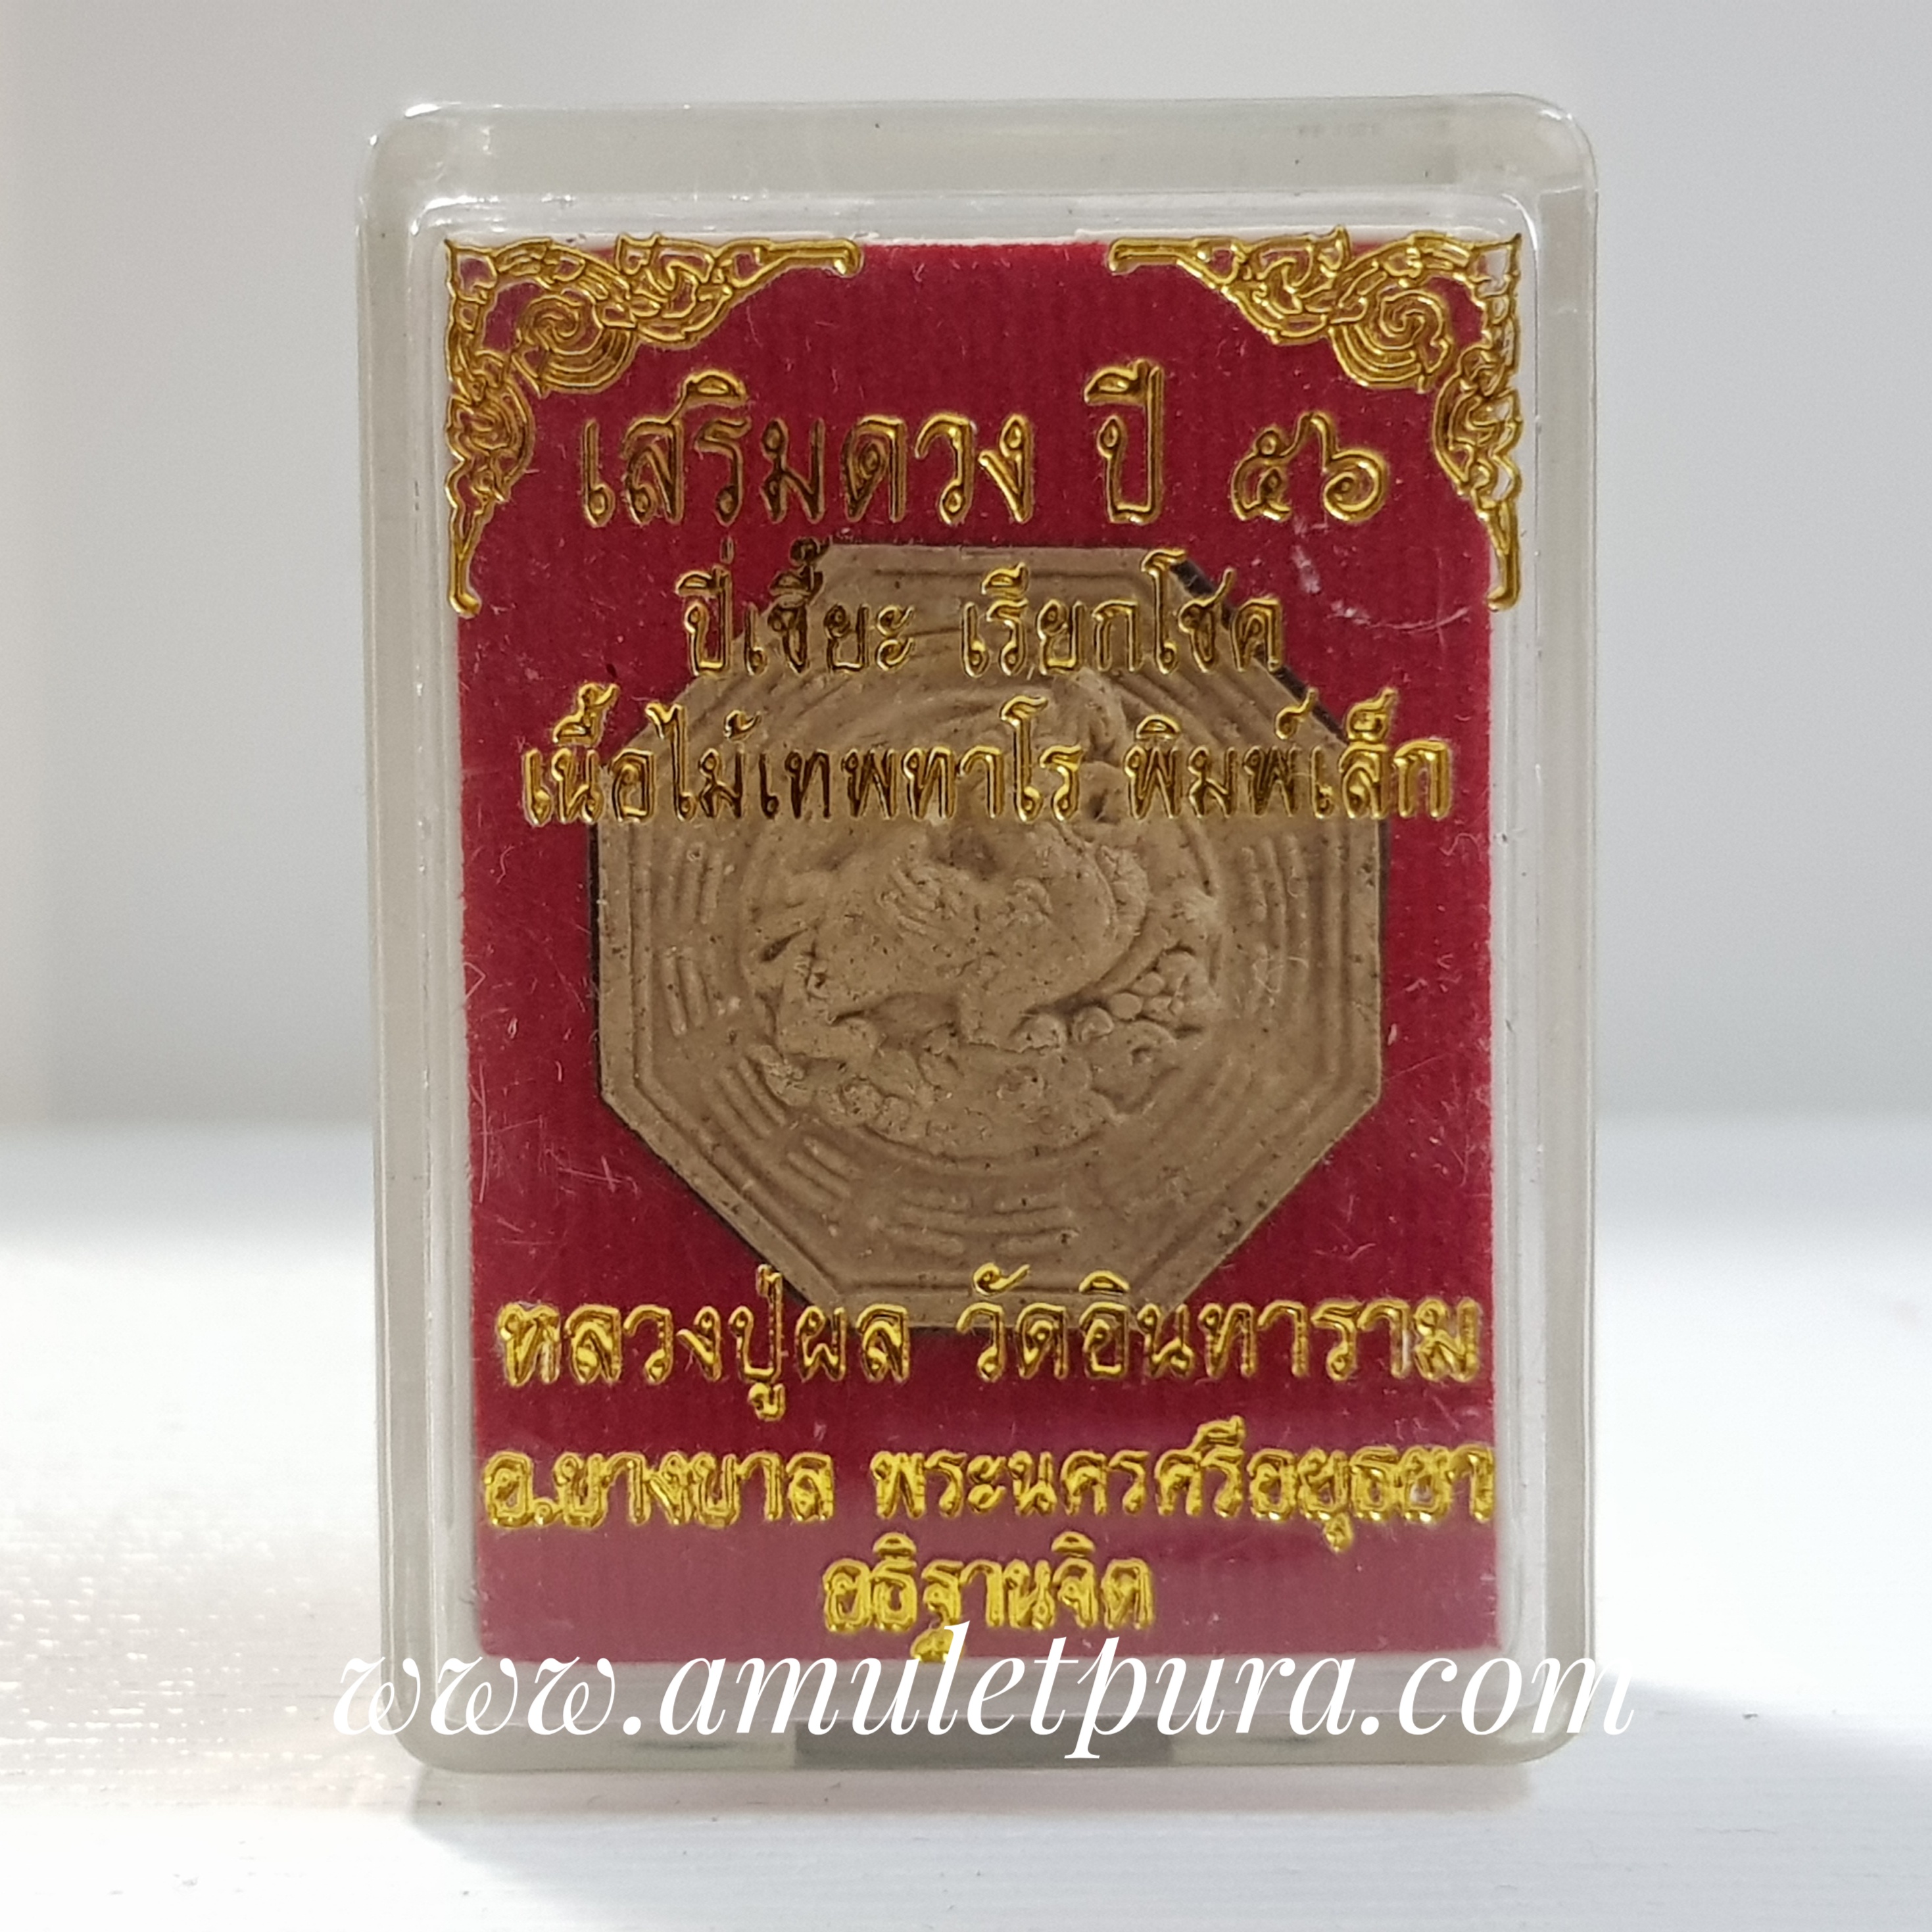 เสริมดวง ปี ๕๖
ปี่เซี๊ยะ เรียกโชค
เนื้อไม้เทพทาโร พิมพ์เล็ก
หลวงปู่ผล วัดอินทาราม
อ.บางบาล พระนครศรีอยุธยา
อธิฐานจิต
www.amuletpura.com